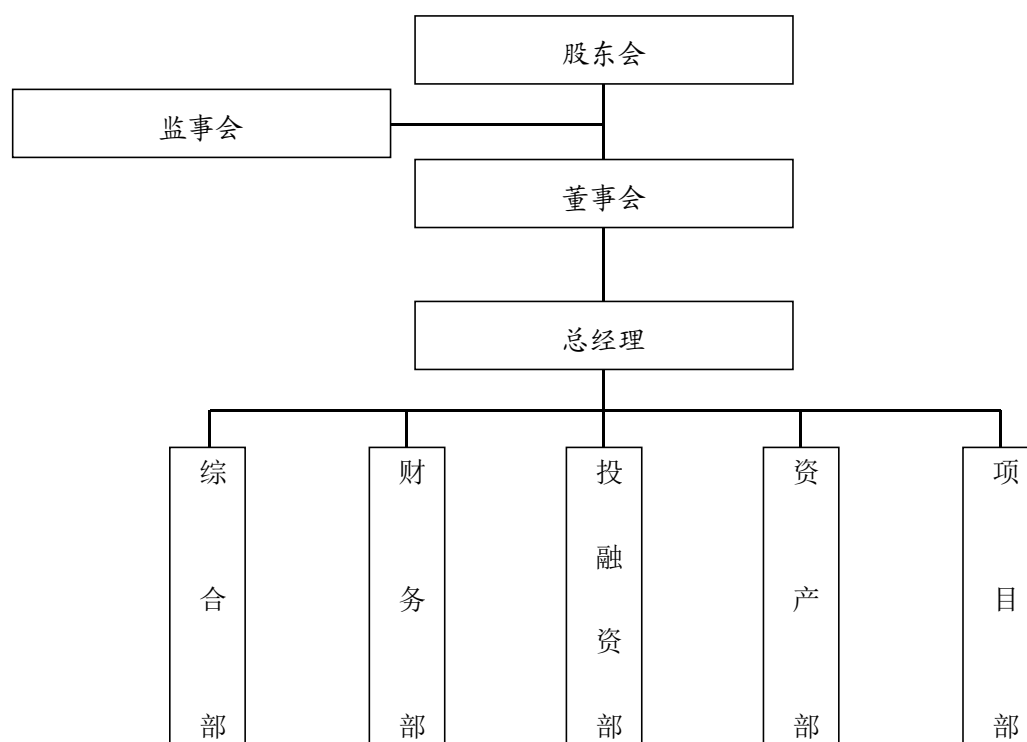 股东会
监事会
董事会
总经理
综合部
财务部
投融资部
资产部
项目部